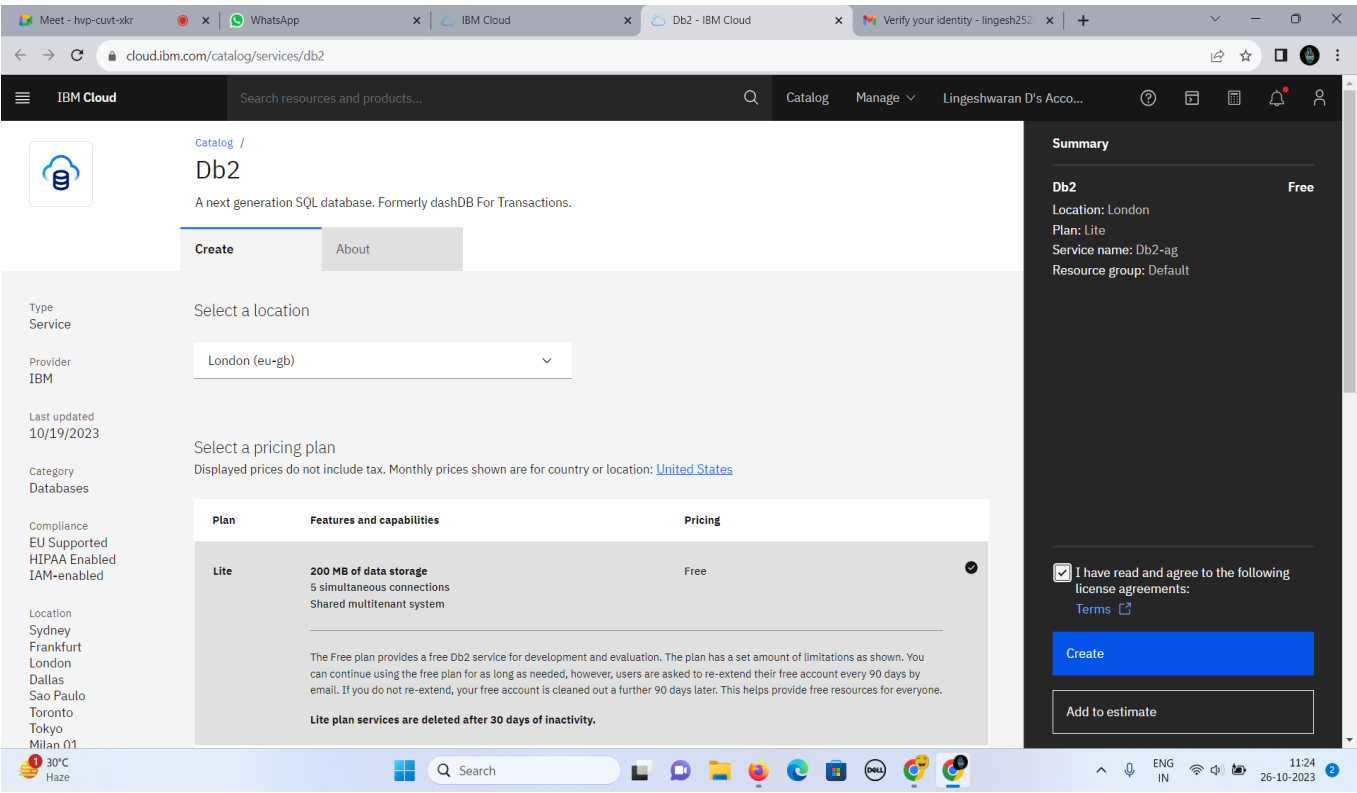 Meet - hvp-cuvt-xkr
WhatsApp
IBM Cloud
Db2 - IBM Cloud
Verify your identity - lingesh252
cloud.ibm.com/catalog/services/db2
IBM Cloud
Search resources and products...
Catalog
Manage
Lingeshwaran D's Acco...
Catalog /
Db2
A next generation SQL database. Formerly dashDB For Transactions.
Create
About
Type
Service
Provider
IBM
Last updated
10/19/2023
Category
Databases
Compliance
EU Supported
HIPAA Enabled
IAM-enabled
Location
Sydney
Frankfurt
London
Dallas
Sao Paulo
Toronto
Tokyo
Milan 01
Select a location
London (eu-gb)
Select a pricing plan
Displayed prices do not include tax. Monthly prices shown are for country or location: United States
Plan
Features and capabilities
Pricing
Lite
200 MB of data storage
5 simultaneous connections
Shared multitenant system
Free
The Free plan provides a free Db2 service for development and evaluation. The plan has a set amount of limitations as shown. You
can continue using the free plan for as long as needed, however, users are asked to re-extend their free account every 90 days by
email. If you do not re-extend, your free account is cleaned out a further 90 days later. This helps provide free resources for everyone.
Lite plan services are deleted after 30 days of inactivity.
Summary
Db2
Free
Location: London
Plan: Lite
Service name: Db2-ag
Resource group: Default
I have read and agree to the following
license agreements:
Terms
Create
Add to estimate
1
30°C
Haze
Search
DELL
ENG
IN
11:24
26-10-2023
2